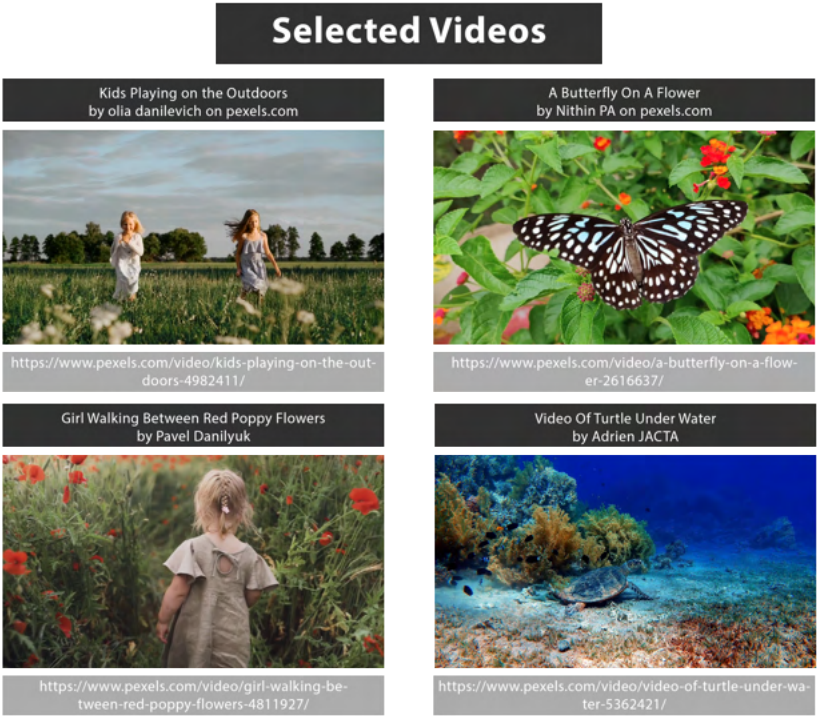 Selected Videos
Kids Playing on the Outdoors
by olia danilevich on pexels.com
A Butterfly On A Flower
by Nithin PA on pexels.com
https://www.pexels.com/video/kids-playing-on-the-out-
doors-4982411/
https://www.pexels.com/video/a-butterfly-on-a-flow-
er-2616637/
Girl Walking Between Red Poppy Flowers
by Pavel Danilyuk
Video Of Turtle Under Water
by Adrien JACTA
https://www.pexels.com/video/girl-walking-be-
tween-red-poppy-flowers-4811927/
https://www.pexels.com/video/video-of-turtle-under-wa-
ter-5362421/